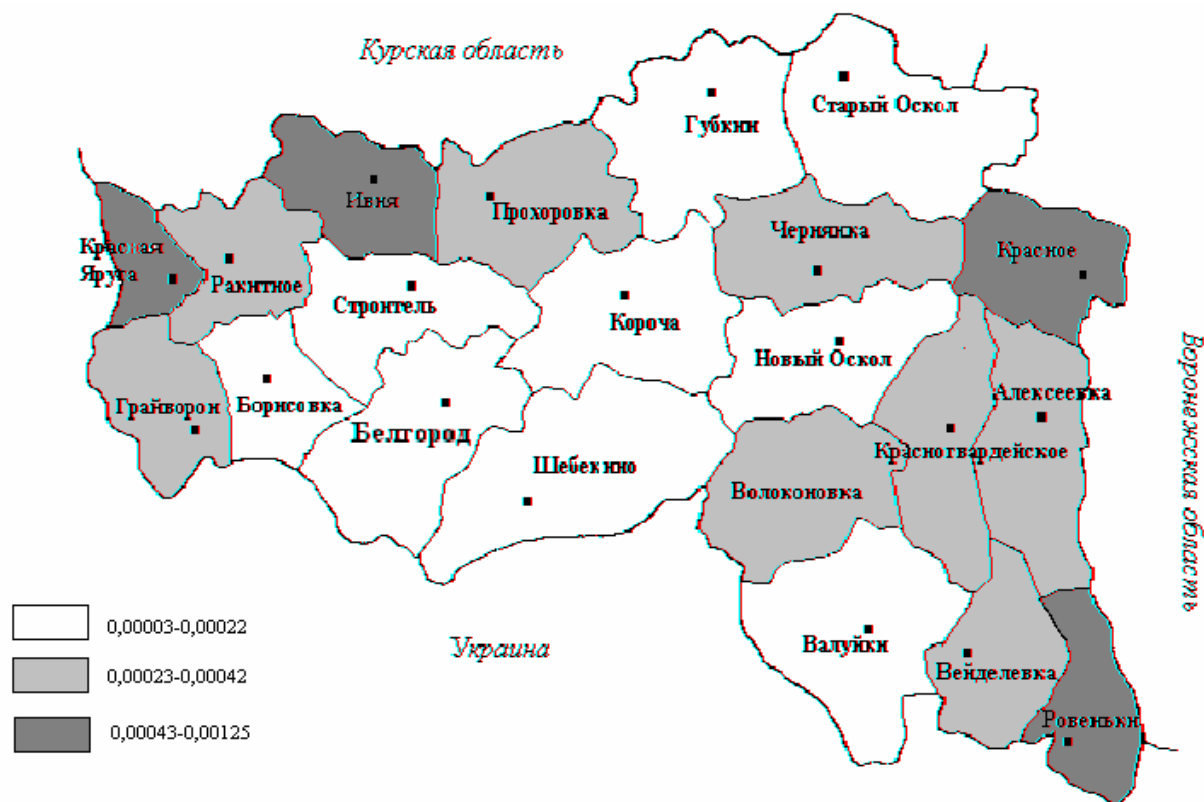 Курская область
Старый Оскол
Губкин
Ивня
Прохоровка
Чернянка
Красная
Яруга
Красное
Ракитное
Строитель
Короча
Новый Оскол
Алексеевка
Грайворон
Борисовка
Белгород
Красногвардейское
Шебекино
Волоконовка
Воронежская область
0,00003-0,00022
Украина
Валуйки
0,00023-0,00042
Вейделевка
Ровеньки
0,00043-0,00125